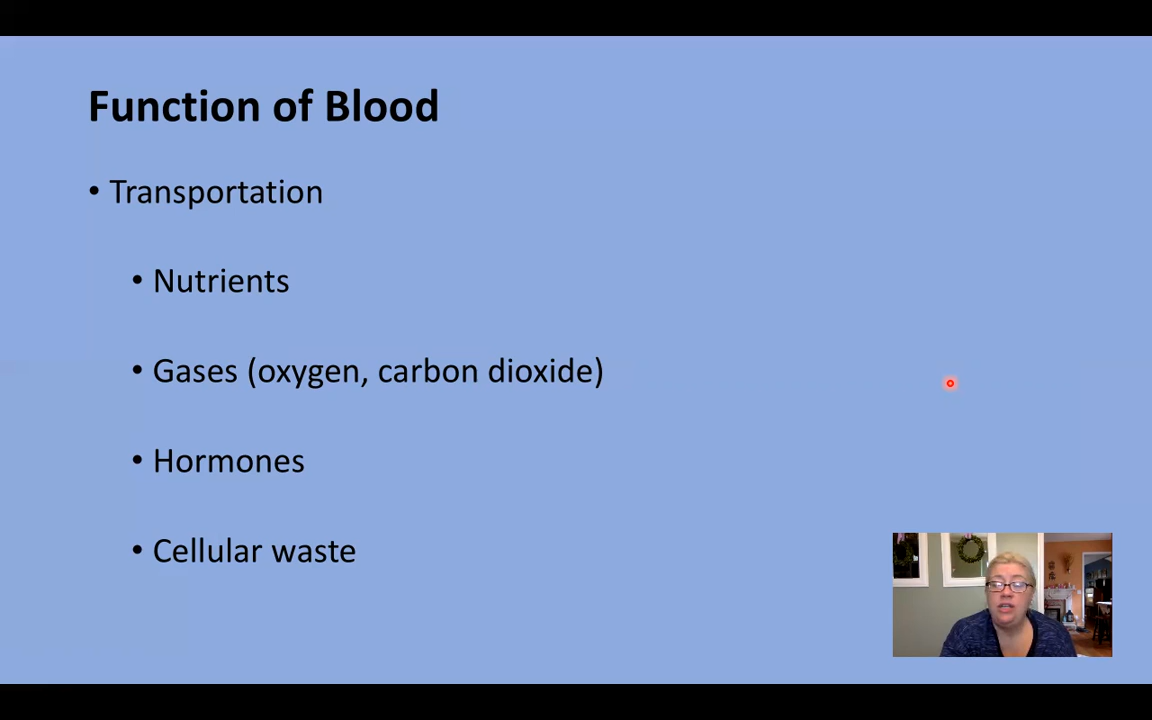 Function of Blood
• Transportation
• Nutrients
• Gases (oxygen, carbon dioxide)
• Hormones
• Cellular waste